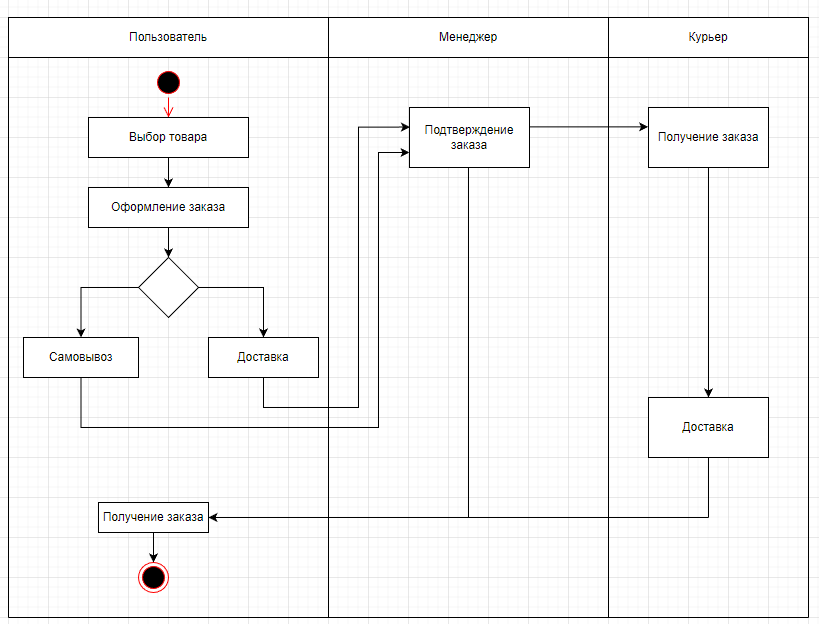 Пользователь
Менеджер
Курьер
Выбор товара
Подтверждение
заказа
Получение заказа
Оформление заказа
Самовывоз
Доставка
Доставка
Получение заказа